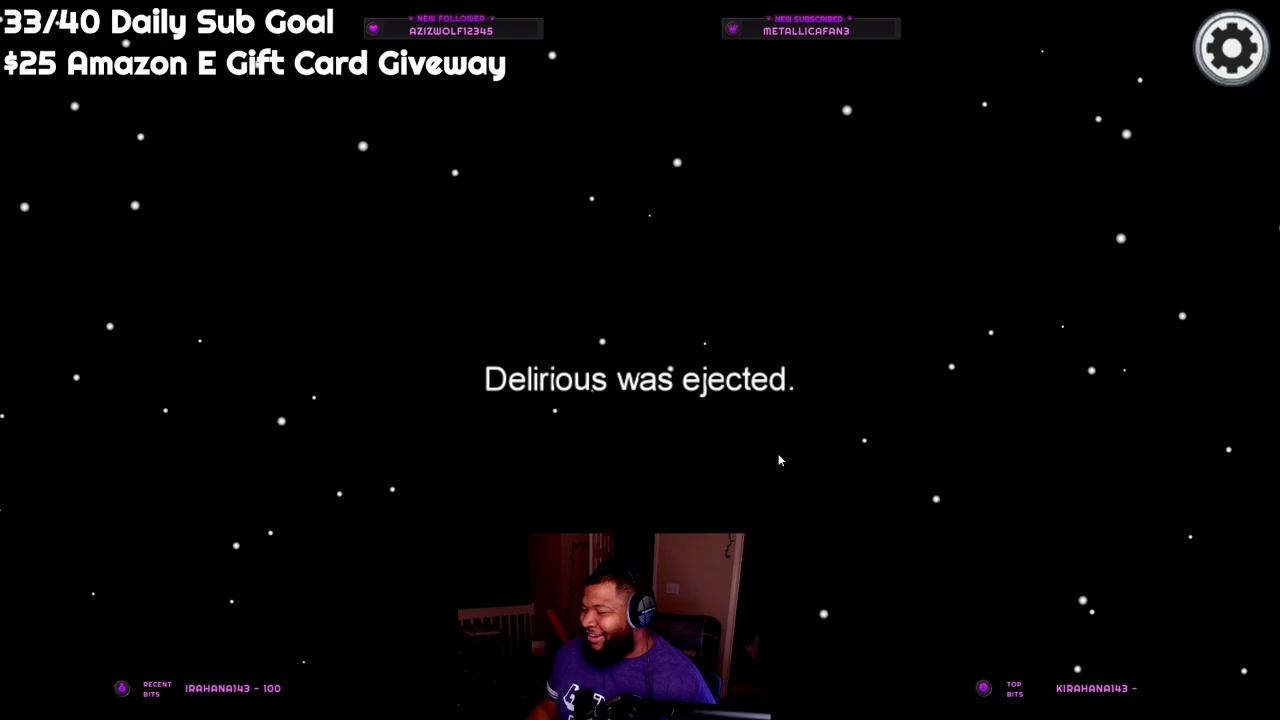 33/40 Daily Sub Goal
$25 Amazon E Gift Card Giveway
NEW FOLLOWER
AZIZWOLF12345
NEW SUBSCRIBER
METALLICAFAN3
Delirious was ejected.
RECENT
BITS
IRAHANA143 - 100
TOP
BITS
KIRAHANA143 -